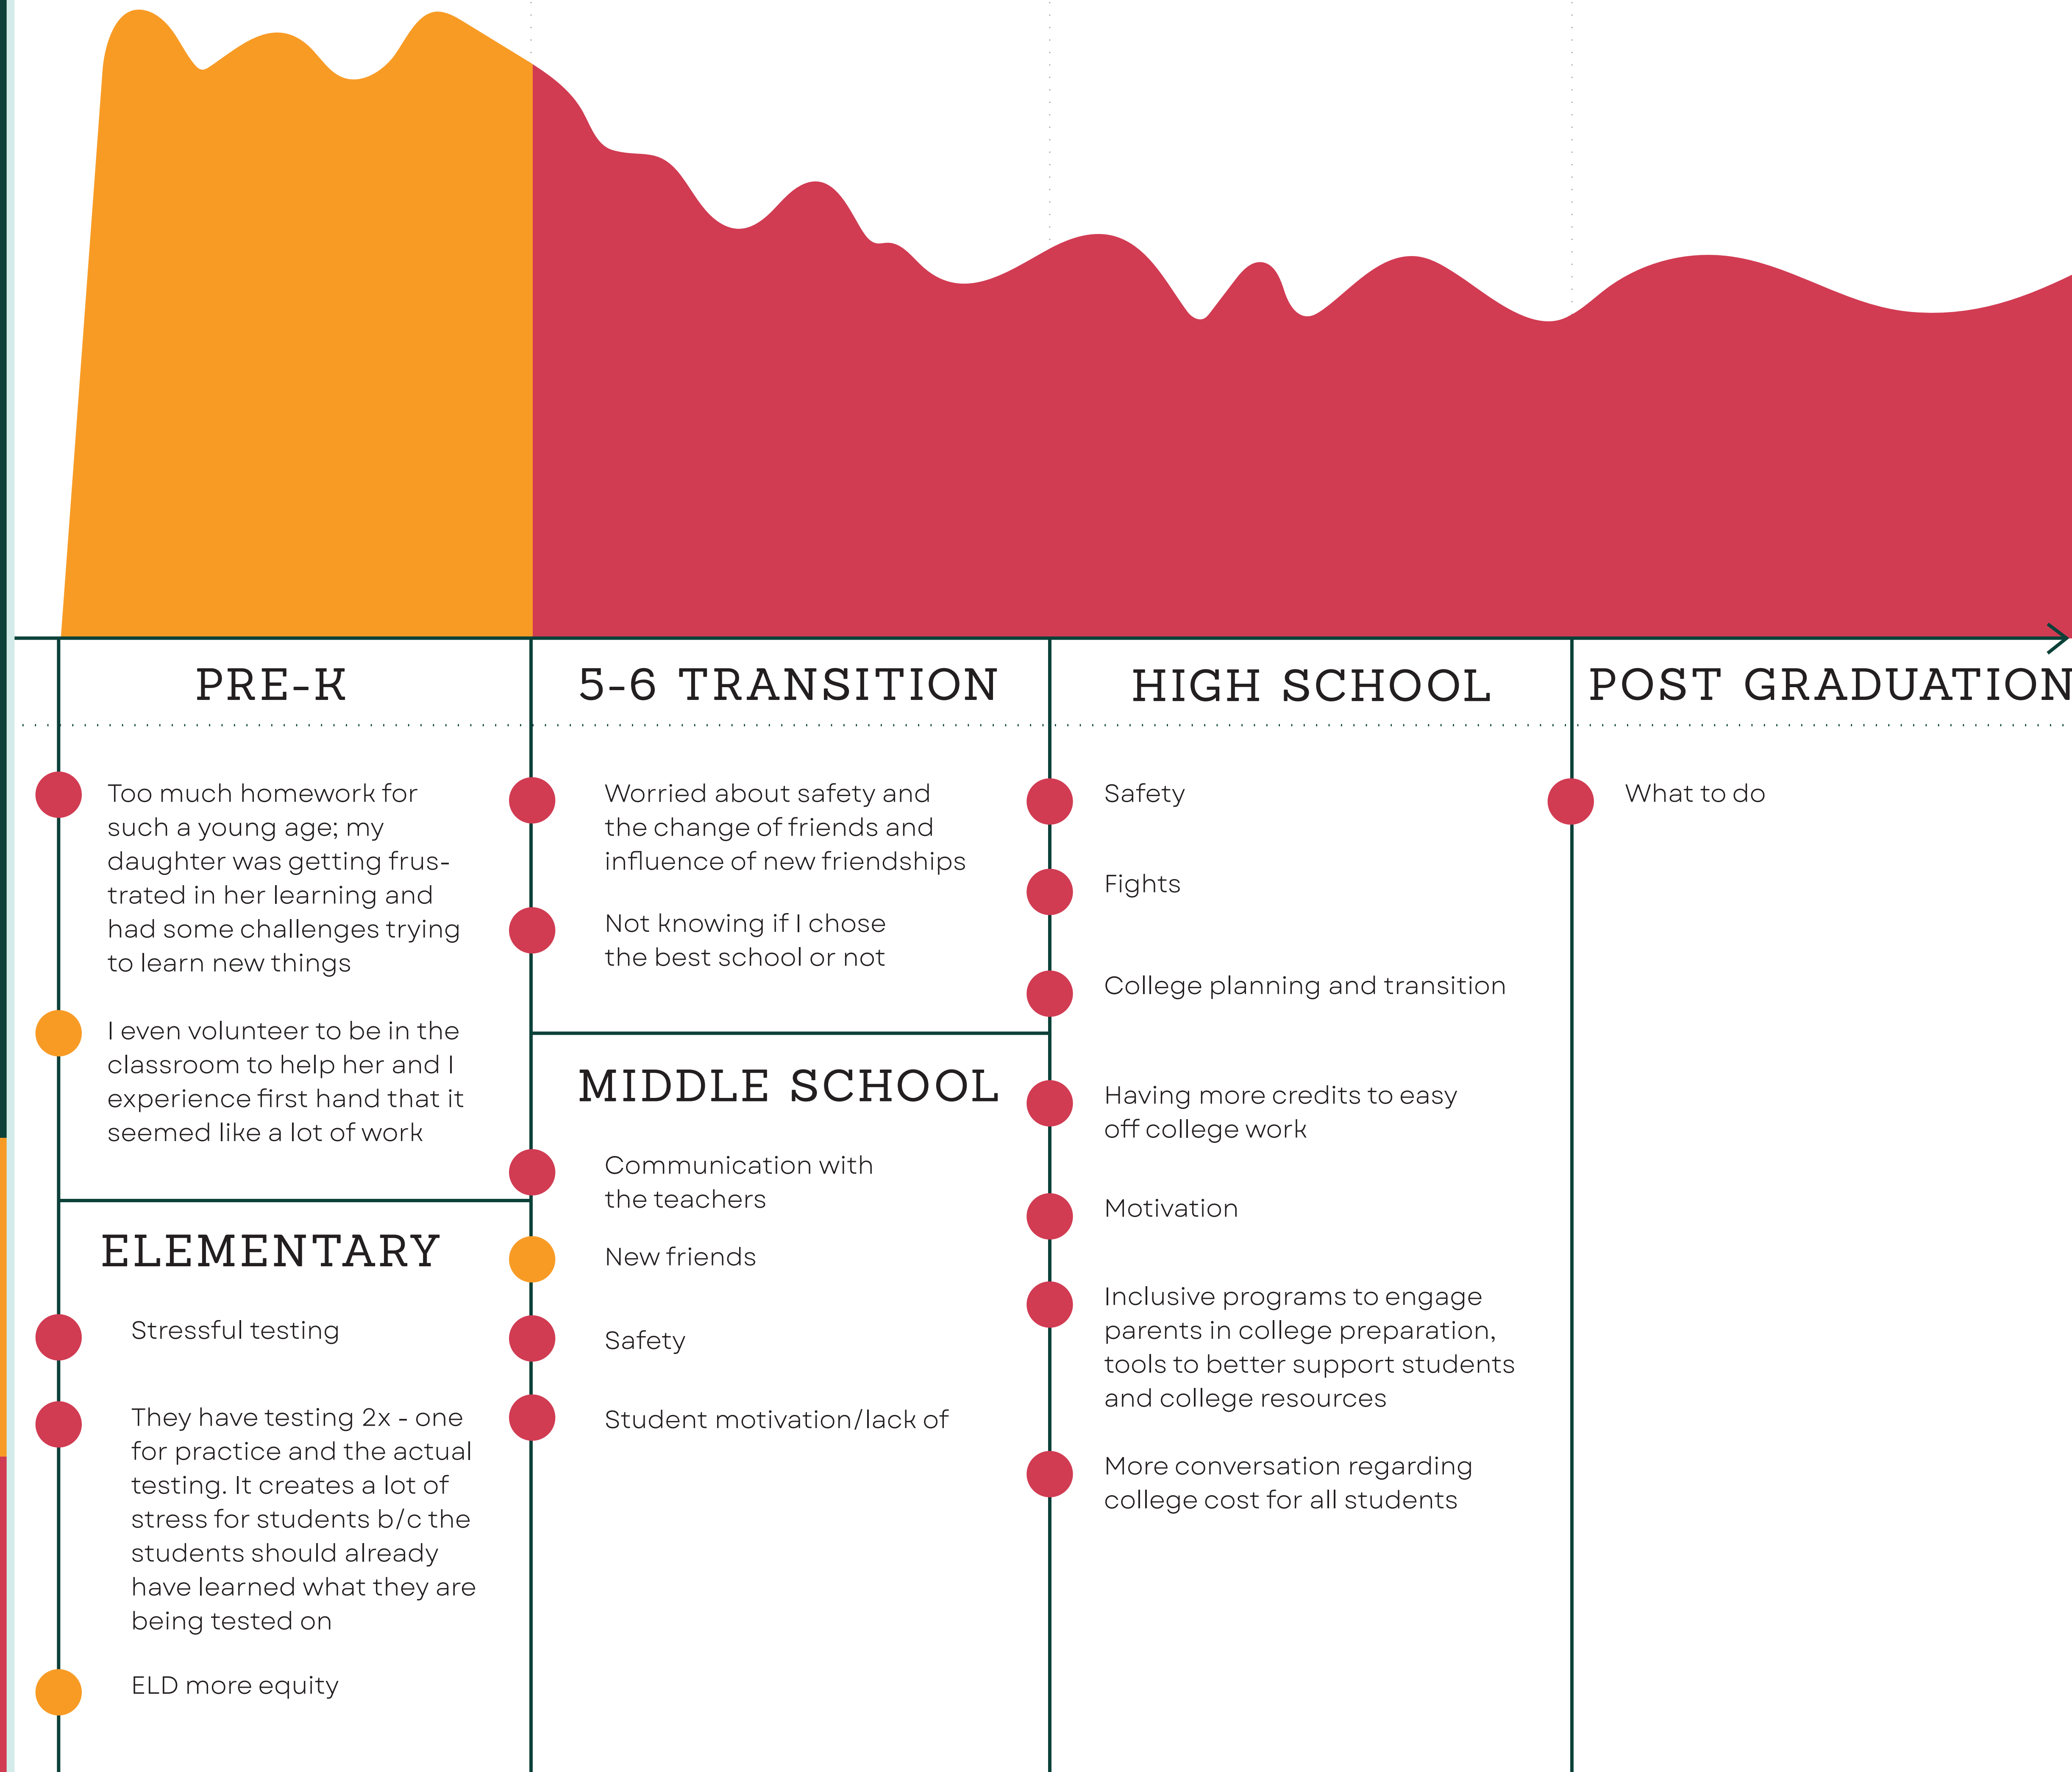 PRE-K
Too much homework for
such a young age; my
daughter was getting frus-
trated in her learning and
had some challenges trying
to learn new things
I even volunteer to be in the
classroom to help her and I
experience first hand that it
seemed like a lot of work
ELEMENTARY
Stressful testing
They have testing 2x - one
for practice and the actual
testing. It creates a lot of
stress for students b/c the
students should already
have learned what they are
being tested on
ELD more equity
5-6 TRANSITION
Worried about safety and
the change of friends and
influence of new friendships
Not knowing if I chose
the best school or not
MIDDLE SCHOOL
Communication with
the teachers
New friends
Safety
Student motivation/lack of
HIGH SCHOOL
Safety
Fights
College planning and transition
Having more credits to easy
off college work
Motivation
Inclusive programs to engage
parents in college preparation,
tools to better support students
and college resources
More conversation regarding
college cost for all students
POST GRADUATION
What to do